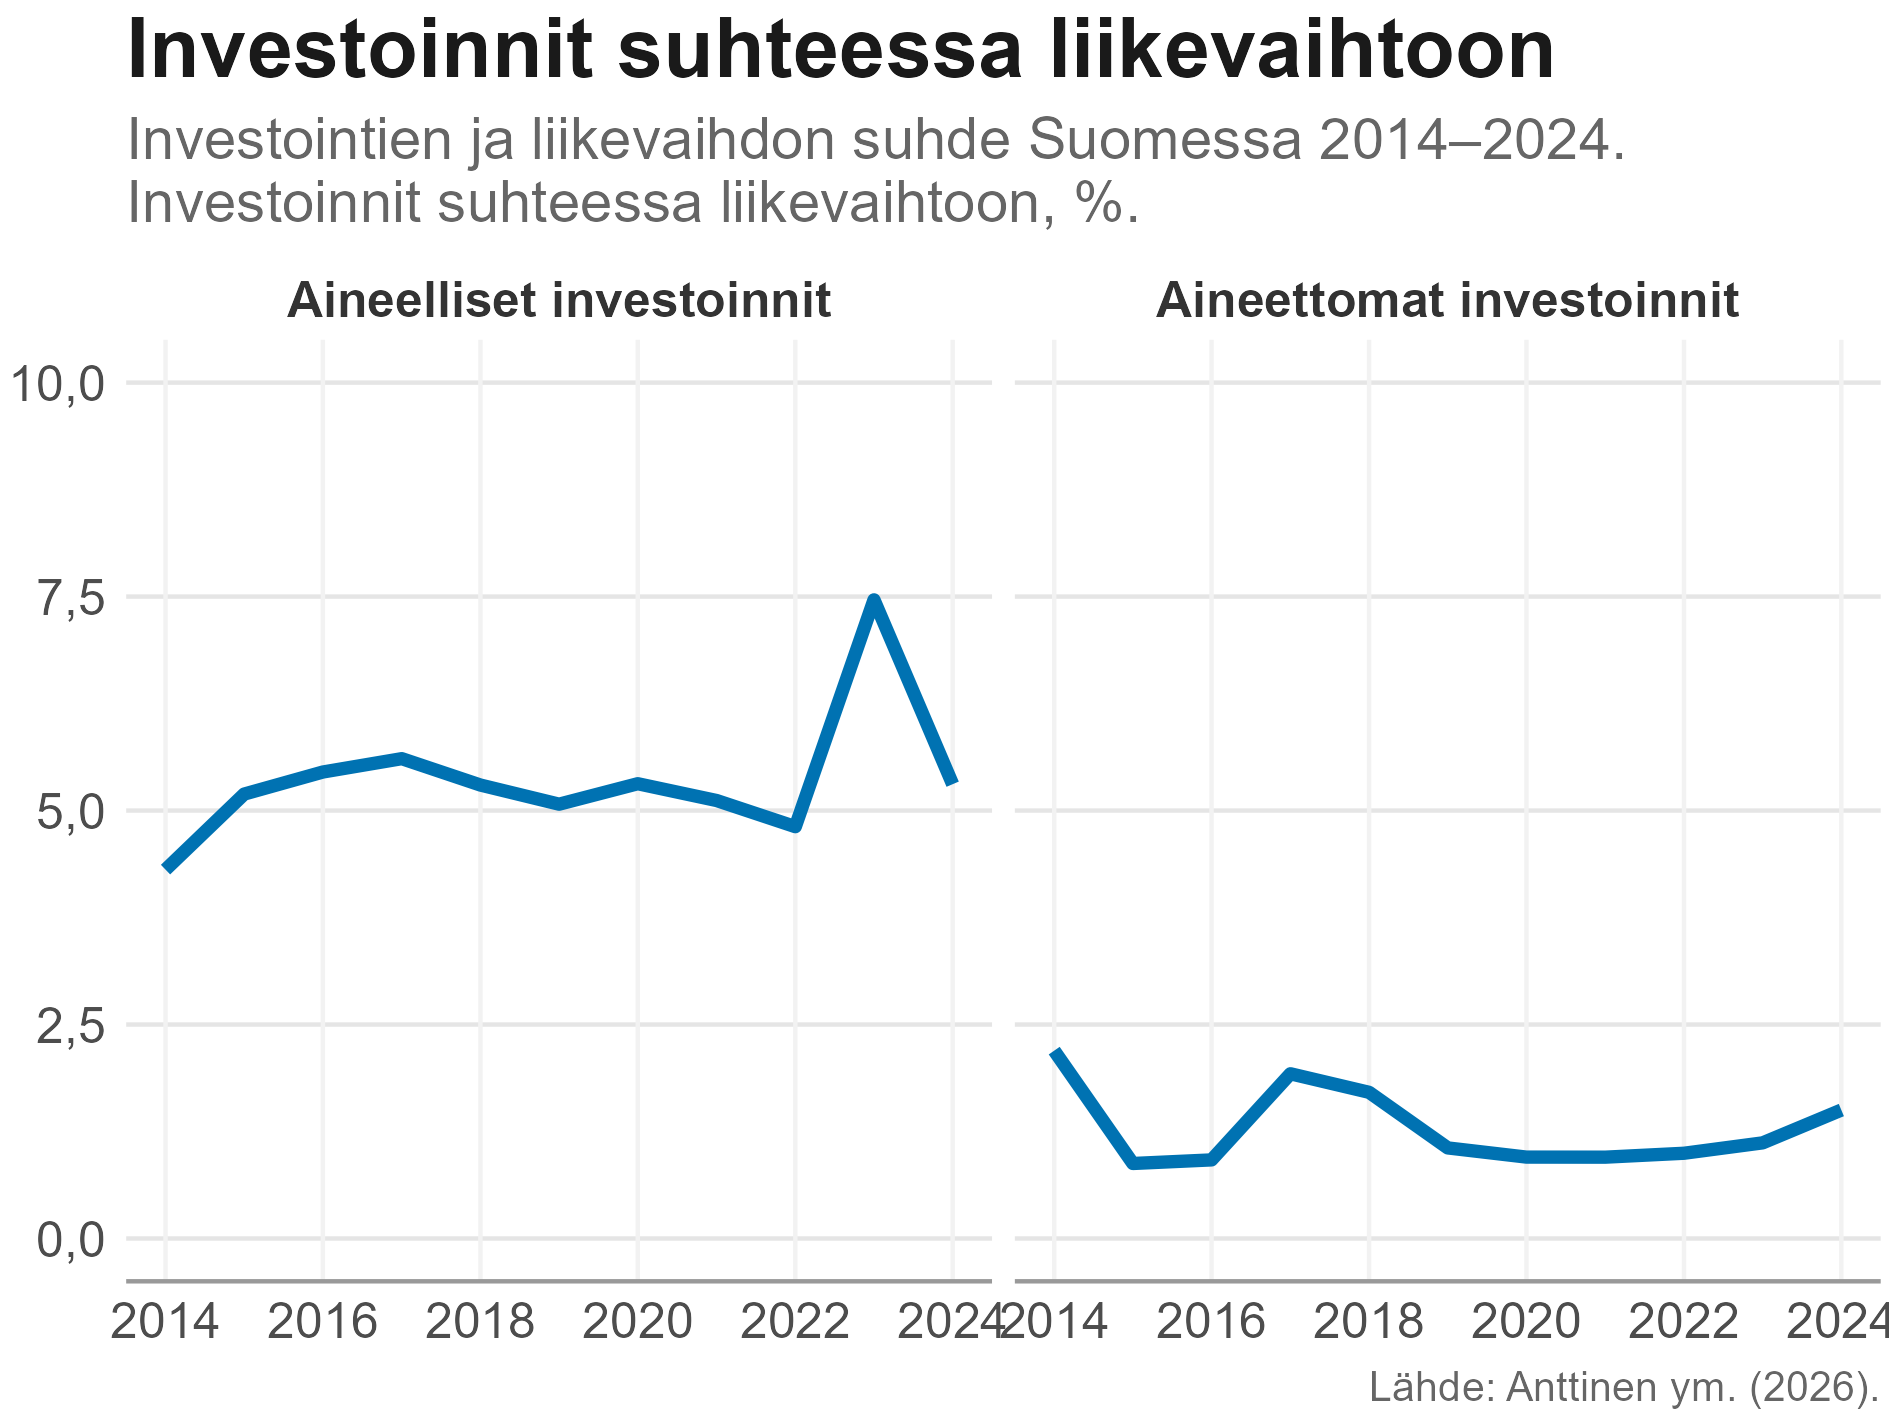 Investoinnit suhteessa liikevaihtoon
Investointien ja liikevaihdon suhde Suomessa 2014–2024.
Investoinnit suhteessa liikevaihtoon, %.
Aineelliset investoinnit
Aineettomat investoinnit
10,0
7,5
5,0
2,5
0,0
2014 2016 2018 2020 2022 2024
2014 2016 2018 2020 2022 2024
Lähde: Anttinen ym. (2026).